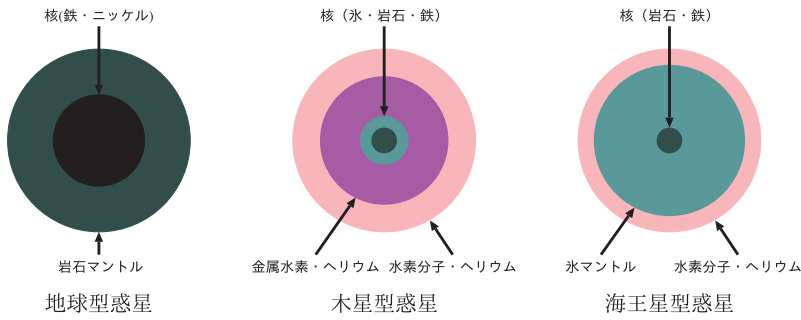 核(鉄・ニッケル)
核（氷・岩石・鉄）
核（岩石・鉄）
岩石マントル
金属水素・ヘリウム
水素分子・ヘリウム
氷マントル
水素分子・ヘリウム
地球型惑星
木星型惑星
海王星型惑星